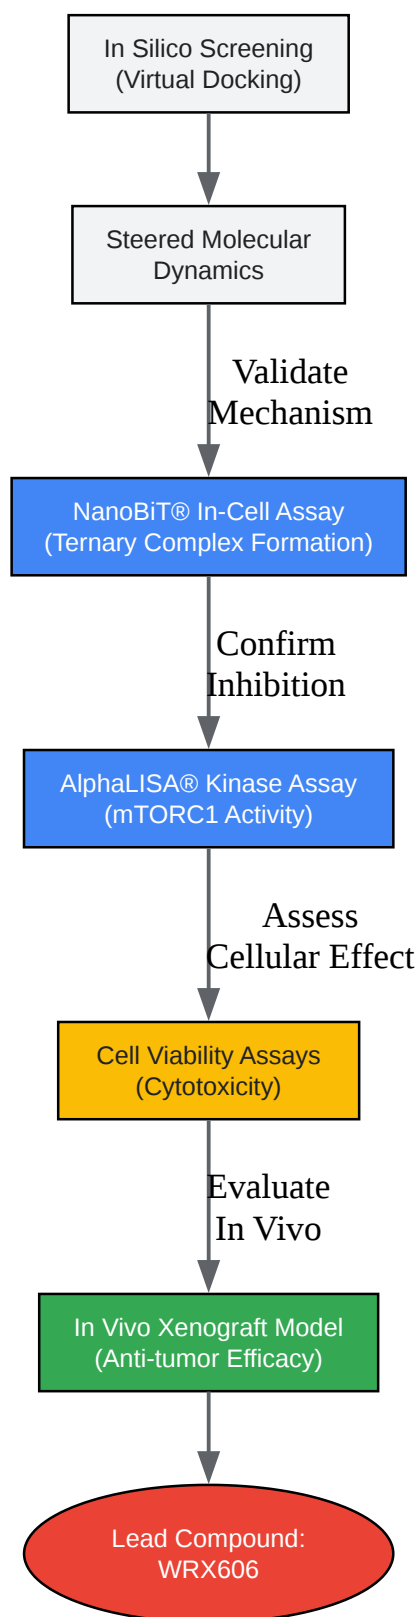 In Silico Screening
(Virtual Docking)
Steered Molecular
Dynamics
Validate
Mechanism
NanoBiT® In-Cell Assay
(Ternary Complex Formation)
Confirm
Inhibition
AlphaLISA® Kinase Assay
(mTORC1 Activity)
Assess
Cellular Effect
Cell Viability Assays
(Cytotoxicity)
Evaluate
In Vivo
In Vivo Xenograft Model
(Anti-tumor Efficacy)
Lead Compound:
WRX606